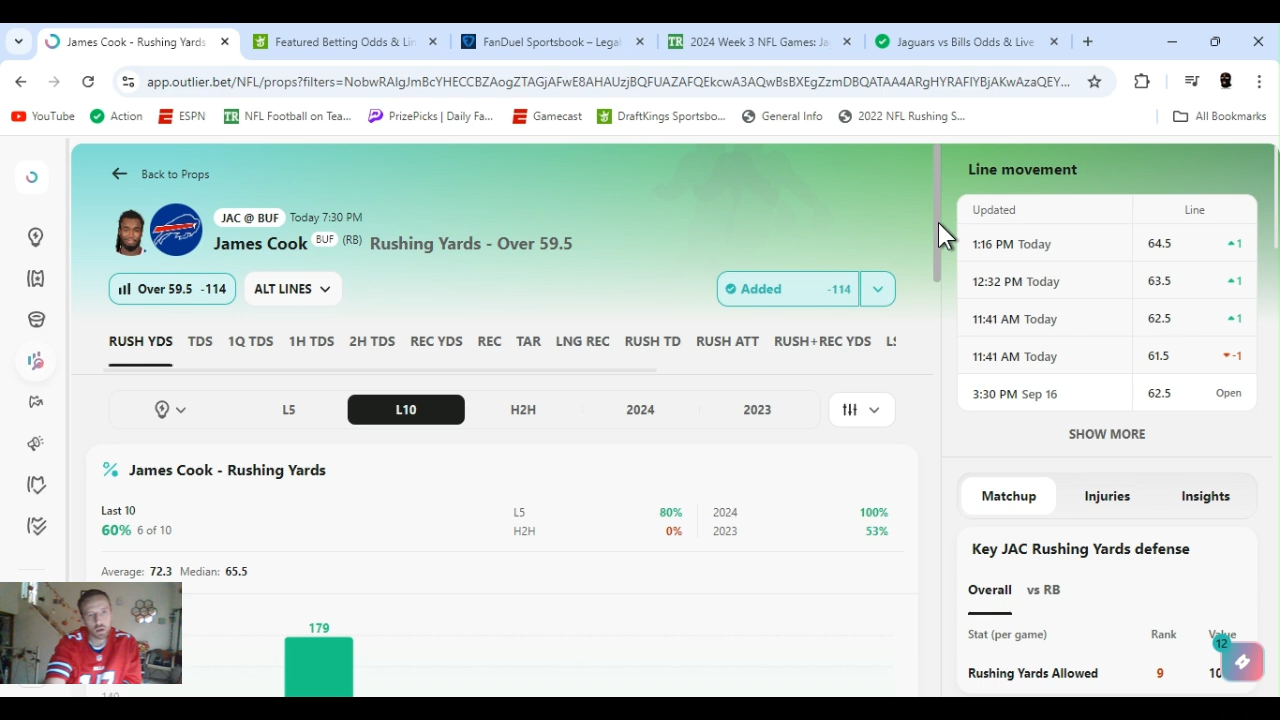 James Cook - Rushing Yards
Featured Betting Odds & Lin
FanDuel Sportsbook – Legal
2024 Week 3 NFL Games: Ja
Jaguars vs Bills Odds & Live
app.outlier.bet/NFL/props?filters=
YouTube
Action
ESPN
NFL Football on Tea...
PrizePicks | Daily Fa...
Gamecast
DraftKings Sportsbo...
General Info
2022 NFL Rushing S...
All Bookmarks
Back to Props
JAC @ BUF Today 7:30 PM
James Cook BUF (RB) Rushing Yards - Over 59.5
Over 59.5 -114
ALT LINES
Added -114
RUSH YDS TDS 1Q TDS 1H TDS 2H TDS REC YDS REC TAR LNG REC RUSH TD RUSH ATT RUSH+REC YDS
L5 L10 H2H 2024 2023
James Cook - Rushing Yards
Last 10
60% 6 of 10
L5 80% 2024 100%
H2H 0% 2023 53%
Average: 72.3 Median: 65.5
179
140
Line movement
Updated Line
1:16 PM Today 64.5 1
12:32 PM Today 63.5 1
11:41 AM Today 62.5 1
11:41 AM Today 61.5 -1
3:30 PM Sep 16 62.5 Open
SHOW MORE
Matchup Injuries Insights
Key JAC Rushing Yards defense
Overall vs RB
Stat (per game) Rank Value
12
Rushing Yards Allowed 9